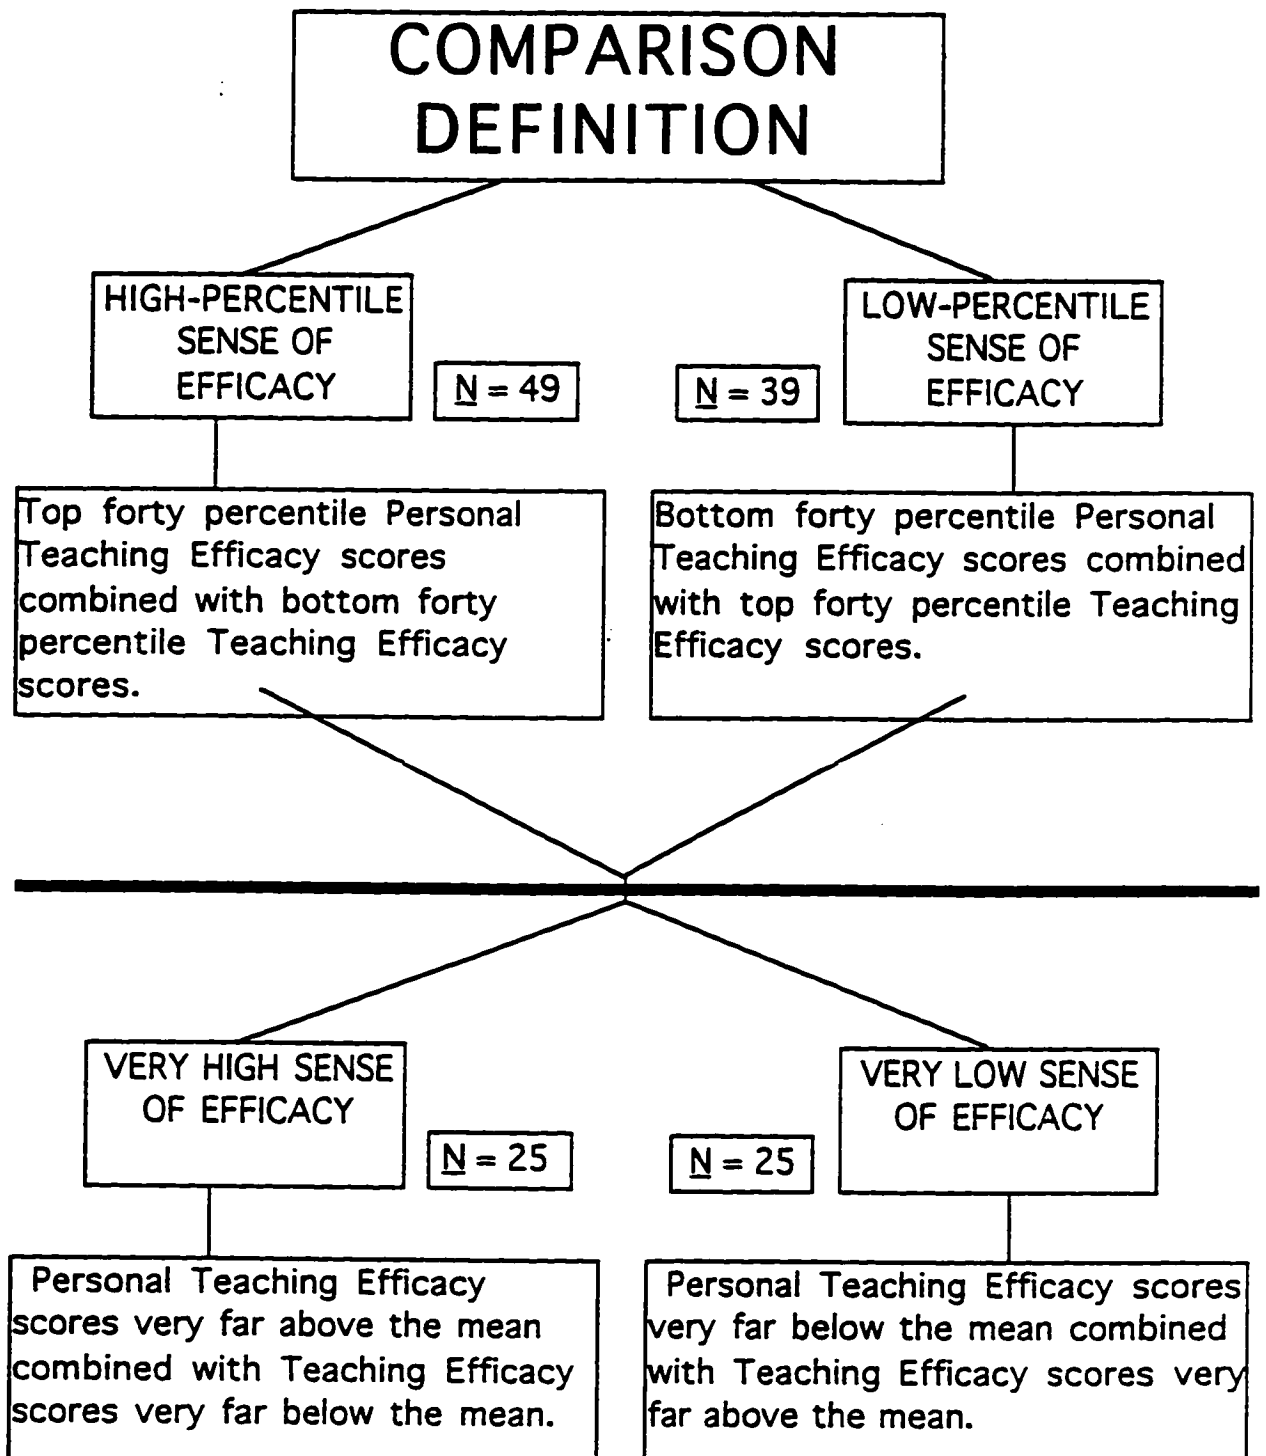 COMPARISON
DEFINITION
HIGH-PERCENTILE
SENSE OF
EFFICACY
N = 49
N = 39
LOW-PERCENTILE
SENSE OF
EFFICACY
Top forty percentile Personal
Teaching Efficacy scores
combined with bottom forty
percentile Teaching Efficacy
scores.
Bottom forty percentile Personal
Teaching Efficacy scores combined
with top forty percentile Teaching
Efficacy scores.
VERY HIGH SENSE
OF EFFICACY
N = 25
N = 25
VERY LOW SENSE
OF EFFICACY
Personal Teaching Efficacy
scores very far above the mean
combined with Teaching Efficacy
scores very far below the mean.
Personal Teaching Efficacy scores
very far below the mean combined
with Teaching Efficacy scores very
far above the mean.